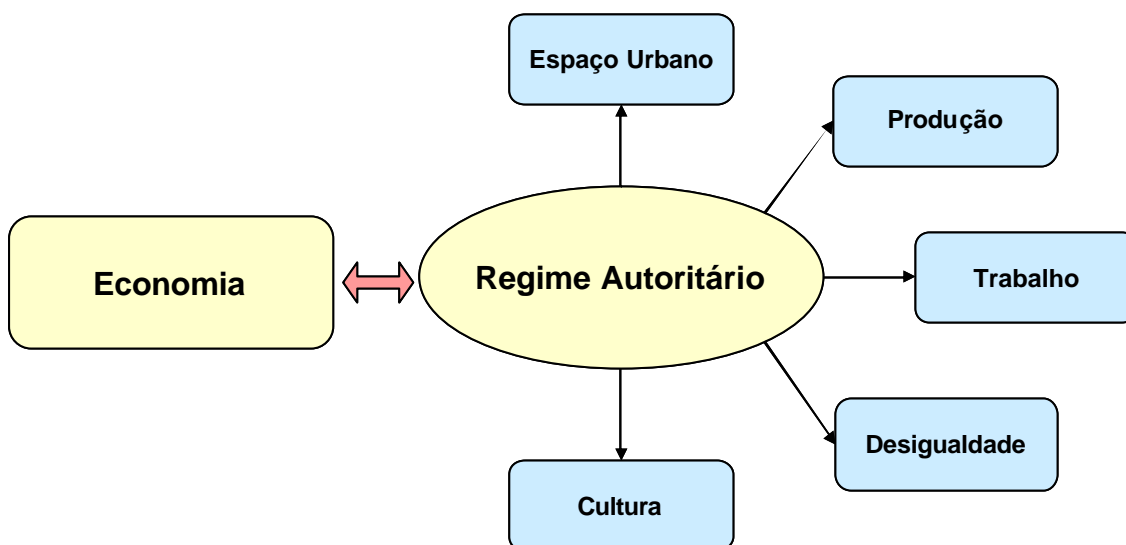 Espaço Urbano
Produção
Economia
Regime Autoritário
Trabalho
Desigualdade
Cultura